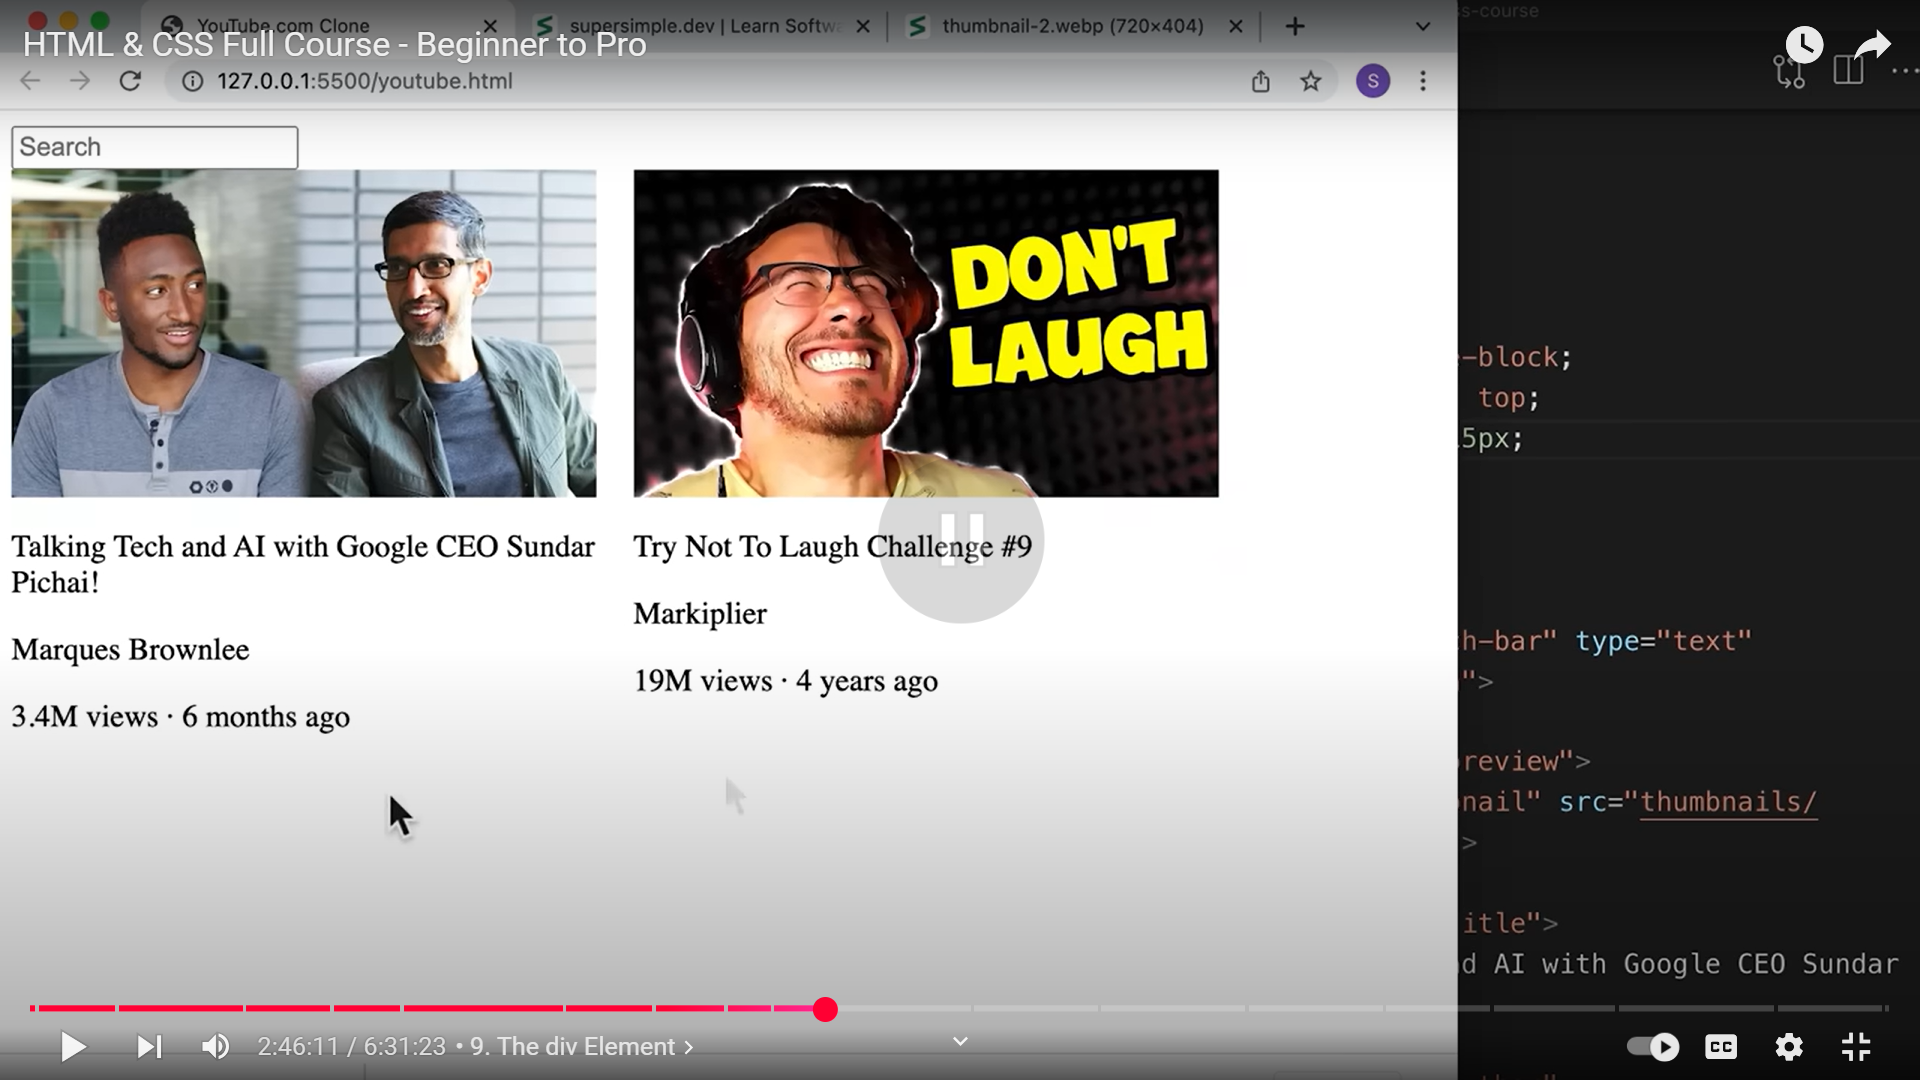 YouTube.com Clone
supersimple.dev | Learn Softwa
thumbnail-2.webp (720×404)
HTML & CSS Full Course - Beginner to Pro
127.0.0.1:5500/youtube.html
S
Search
DON'T
LAUGH
Talking Tech and AI with Google CEO Sundar
Pichai!
Marques Brownlee
3.4M views · 6 months ago
Try Not To Laugh Challenge #9
Markiplier
19M views · 4 years ago
ss-course
-block;
top;
5px;
h-bar" type="text"
">
review">
nail" src="thumbnails/
>
itle">
d AI with Google CEO Sundar
2:46:11 / 6:31:23 • 9. The div Element
CC